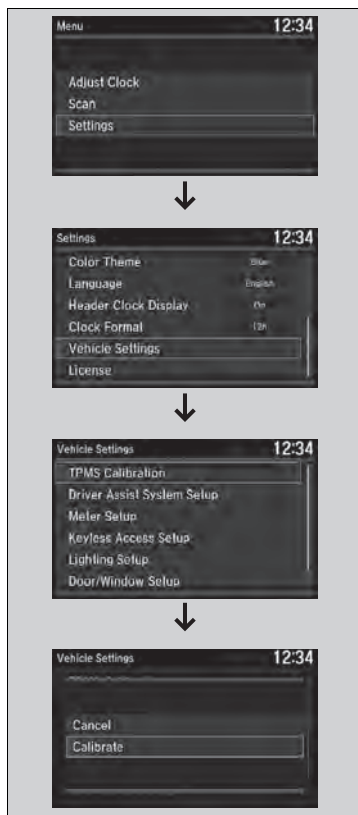 Menu 12:34
Adjust Clock
Scan
Settings
Settings 12:34
Color Theme Blue
Language English
Header Clock Display On
Clock Format 12h
Vehicle Settings
License
Vehicle Settings 12:34
TPMS Calibration
Driver Assist System Setup
Meter Setup
Keyless Access Setup
Lighting Setup
Door/Window Setup
Vehicle Settings 12:34
Cancel
Calibrate